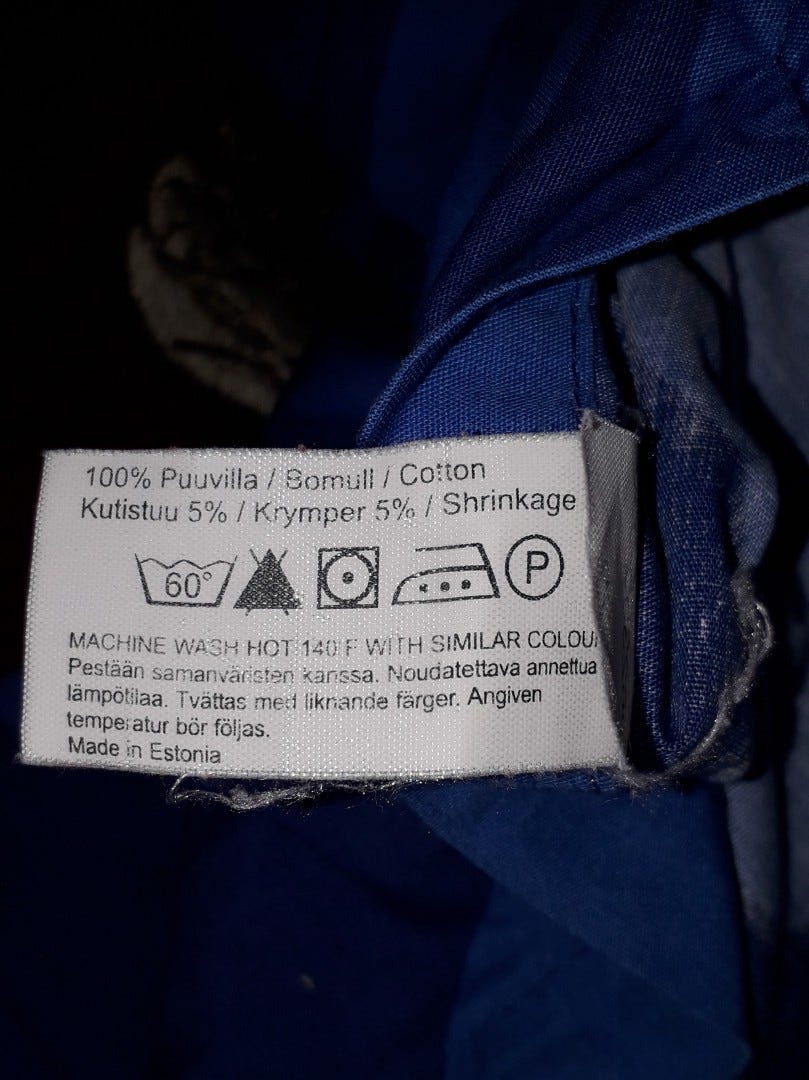 100% Puuvilla / Bomull / Cotton
Kutistuu 5% / Krymper 5% / Shrinkage
60° P
MACHINE WASH HOT 140 F WITH SIMILAR COLOU
Pestään samanväristen kanssa. Noudatettava annettua
lämpötilaa. Tvättas med liknande färger. Angiven
temperatur bör följas.
Made in Estonia